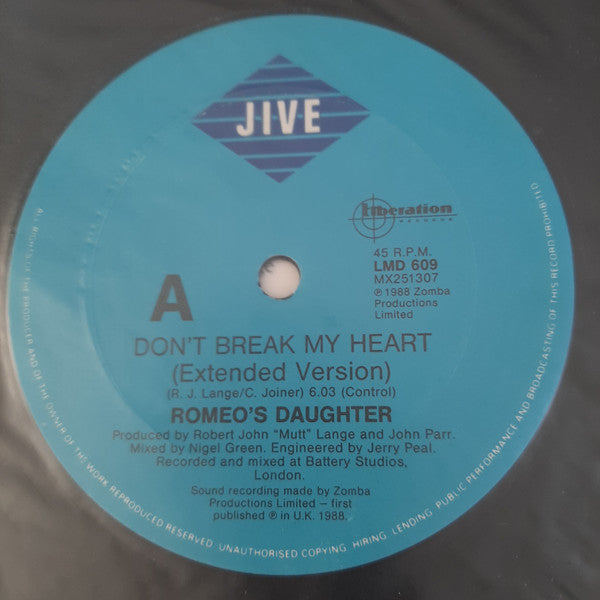 JIVE
Liberation
RECORDS
45 R.P.M.
LMD 609
MX251307
℗ 1988 Zomba
Productions
Limited
A
DON'T BREAK MY HEART
(Extended Version)
(R. J. Lange/C. Joiner) 6.03 (Control)
ROMEO'S DAUGHTER
Produced by Robert John "Mutt" Lange and John Parr.
Mixed by Nigel Green. Engineered by Jerry Peal.
Recorded and mixed at Battery Studios,
London.
Sound recording made by Zomba
Productions Limited – first
published ℗ in U.K. 1988.
ALL RIGHTS OF THE PRODUCER AND OF THE OWNER OF THE WORK REPRODUCED RESERVED. UNAUTHORISED COPYING, HIRING, LENDING, PUBLIC PERFORMANCE AND BROADCASTING OF THIS RECORD PROHIBITED.